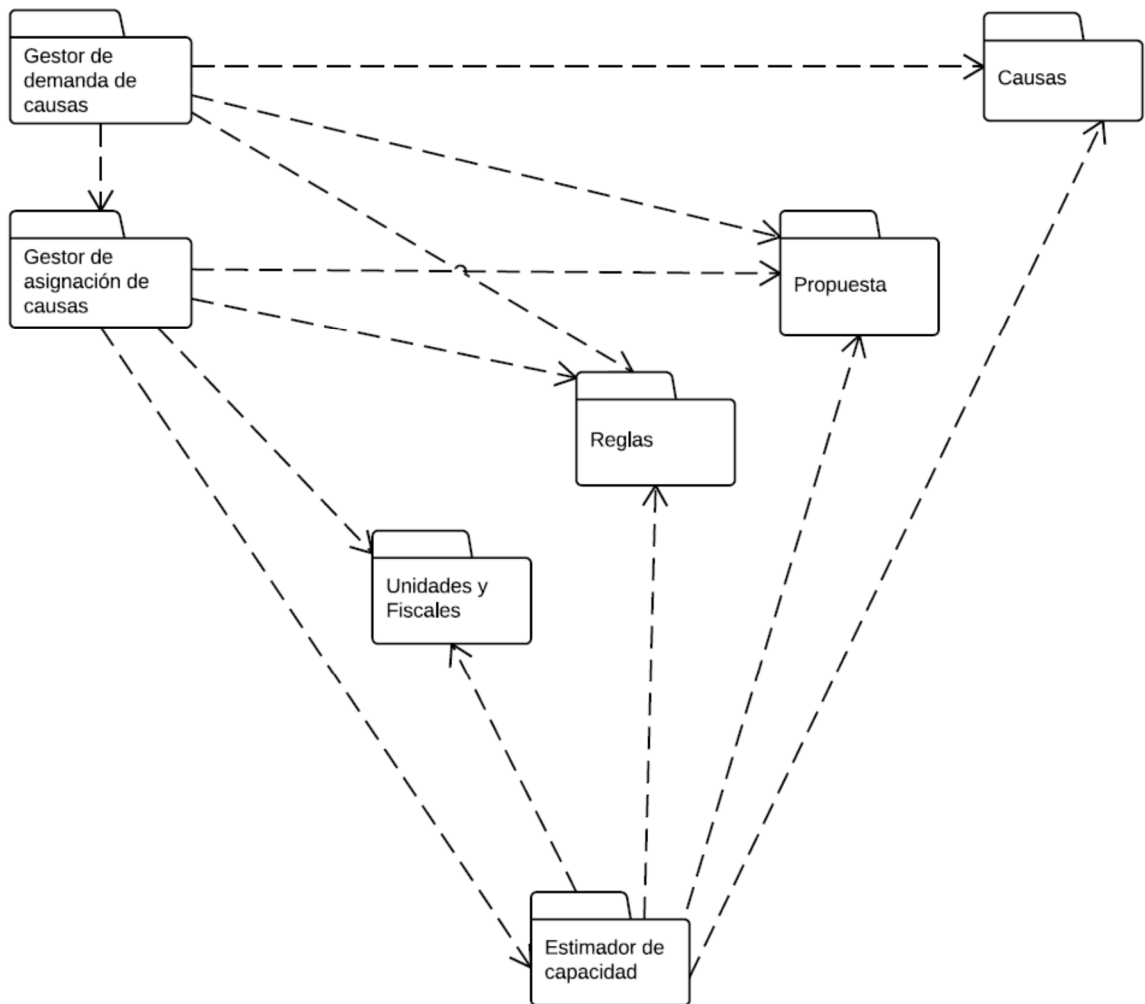 Gestor de
demanda de
causas
Causas
Gestor de
asignación de
causas
Propuesta
Reglas
Unidades y
Fiscales
Estimador de
capacidad